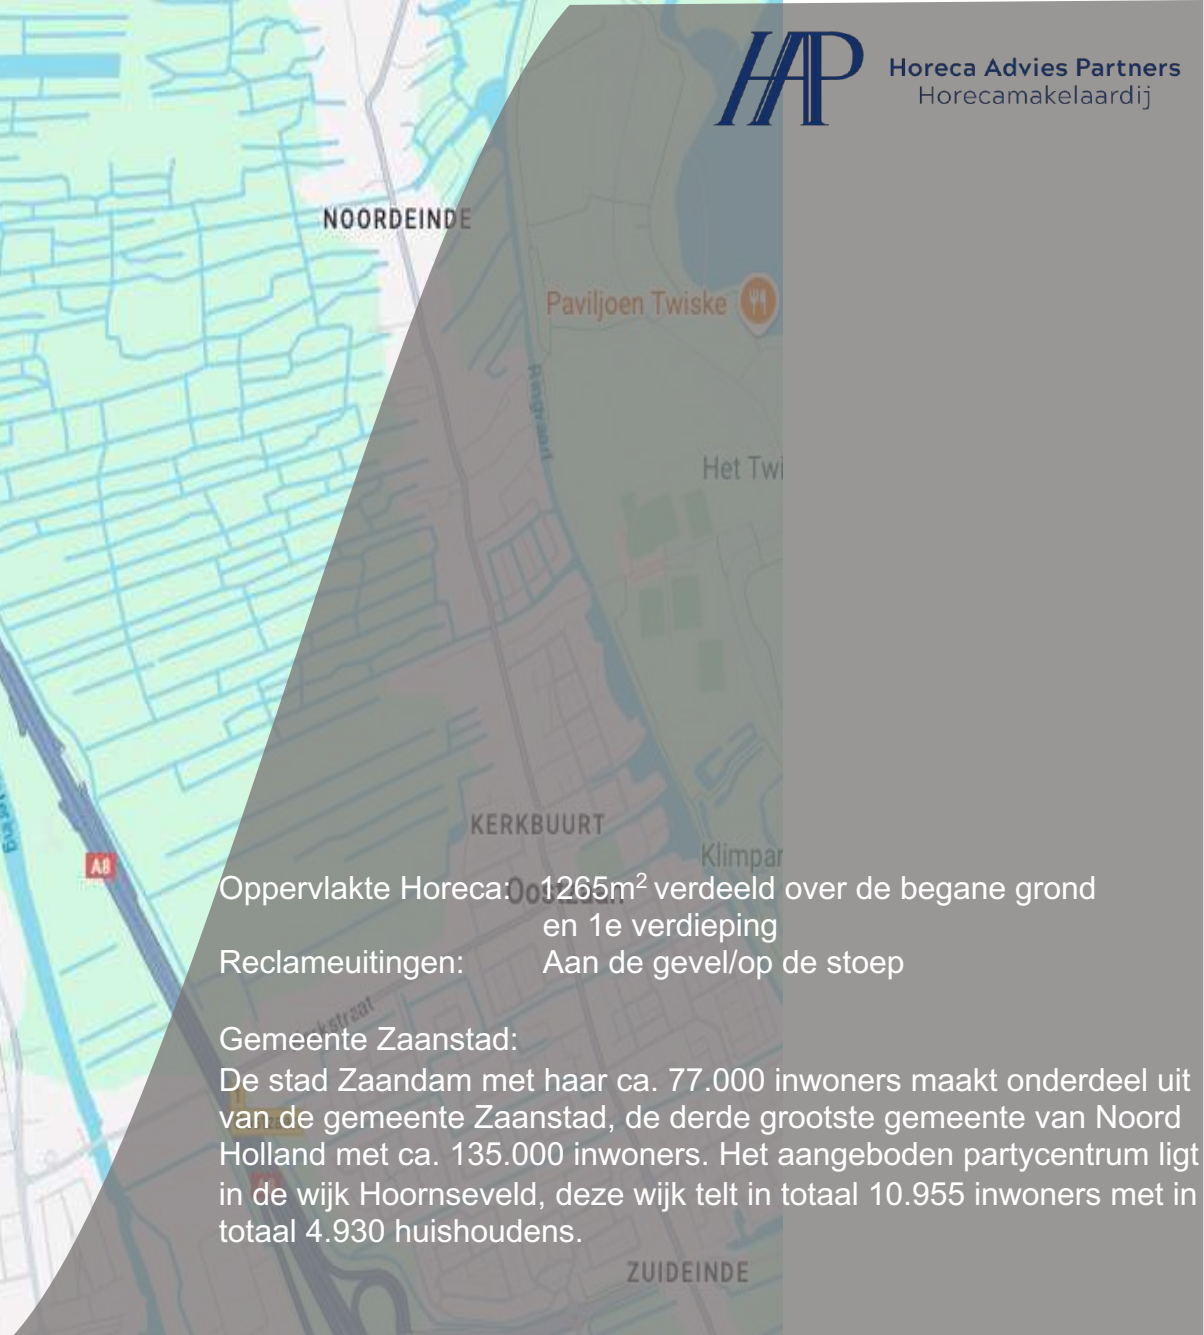 HAP
Horeca Advies Partners
Horecamakelaardij
NOORDEINDE
Paviljoen Twiske
Ringvaart
Het Twi
KERKBUURT
Klimpar
A8
Oostzaan
Oppervlakte Horeca: 1265m² verdeeld over de begane grond
en 1e verdieping
Reclameuitingen: Aan de gevel/op de stoep
kstraat
Gemeente Zaanstad:
De stad Zaandam met haar ca. 77.000 inwoners maakt onderdeel uit
van de gemeente Zaanstad, de derde grootste gemeente van Noord
Holland met ca. 135.000 inwoners. Het aangeboden partycentrum ligt
in de wijk Hoornseveld, deze wijk telt in totaal 10.955 inwoners met in
totaal 4.930 huishoudens.
ZUIDEINDE